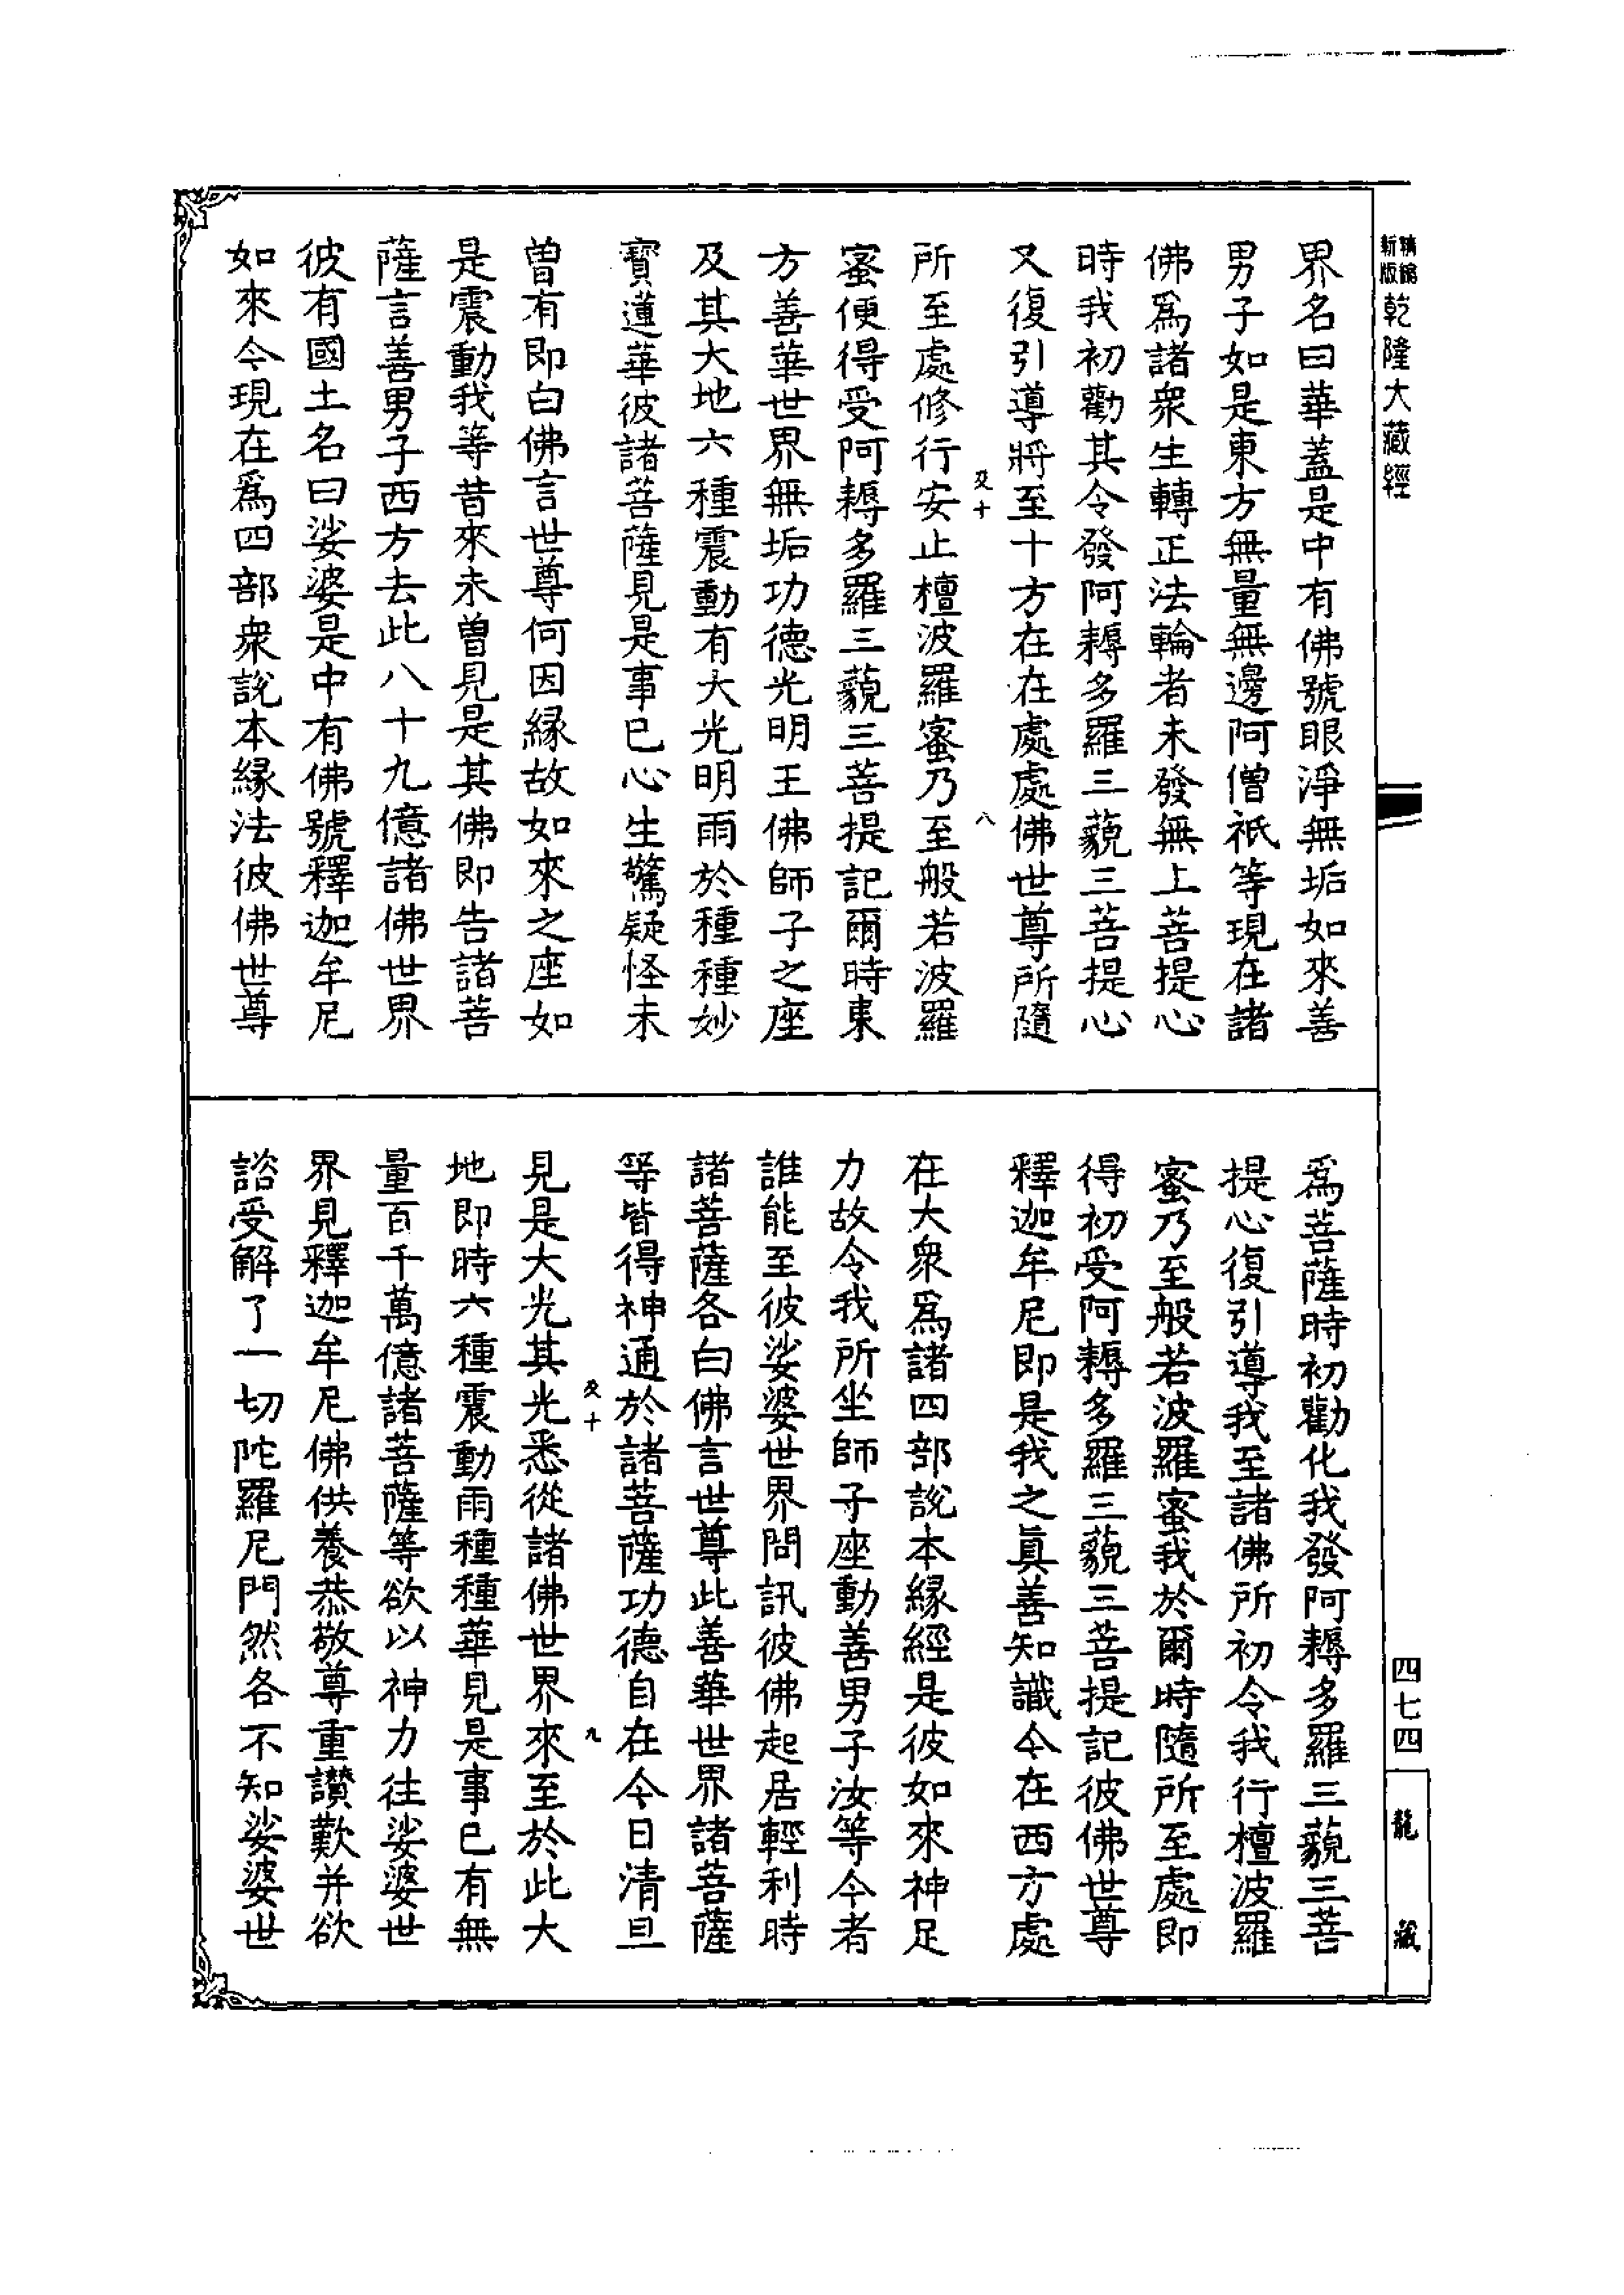 新版
精縮
乾隆大藏經
界名曰華蓋是中有佛號眼淨無垢如來善
男子如是東方無量無邊阿僧祇等現在諸
佛爲諸衆生轉正法輪者未發無上菩提心
時我初勸其令發阿耨多羅三藐三菩提心
又復引導將至十方在在處處佛世尊所隨
及十
八
所至處修行安止檀波羅蜜乃至般若波羅
蜜便得受阿耨多羅三藐三菩提記爾時東
方善華世界無垢功德光明王佛師子之座
及其大地六種震動有大光明雨於種種妙
寶蓮華彼諸菩薩見是事已心生驚疑怪未
曾有即白佛言世尊何因緣故如來之座如
是震動我等昔來未曾見是其佛即告諸菩
薩言善男子西方去此八十九億諸佛世界
彼有國土名曰娑婆是中有佛號釋迦牟尼
如來今現在爲四部衆說本緣法彼佛世尊
爲菩薩時初勸化我發阿耨多羅三藐三菩
提心復引導我至諸佛所初令我行檀波羅
蜜乃至般若波羅蜜我於爾時隨所至處即
得初受阿耨多羅三藐三菩提記彼佛世尊
釋迦牟尼即是我之真善知識今在西方處
在大衆爲諸四部說本緣經是彼如來神足
力故令我所坐師子座動善男子汝等今者
誰能至彼娑婆世界問訊彼佛起居輕利時
諸菩薩各白佛言世尊此善華世界諸菩薩
等皆得神通於諸菩薩功德自在今日清旦
及十
九
見是大光其光悉從諸佛世界來至於此大
地即時六種震動雨種種華見是事已有無
量百千萬億諸菩薩等欲以神力往娑婆世
界見釋迦牟尼佛供養恭敬尊重讚歎并欲
諮受解了一切陀羅尼門然各不知娑婆世
四七四
龍藏